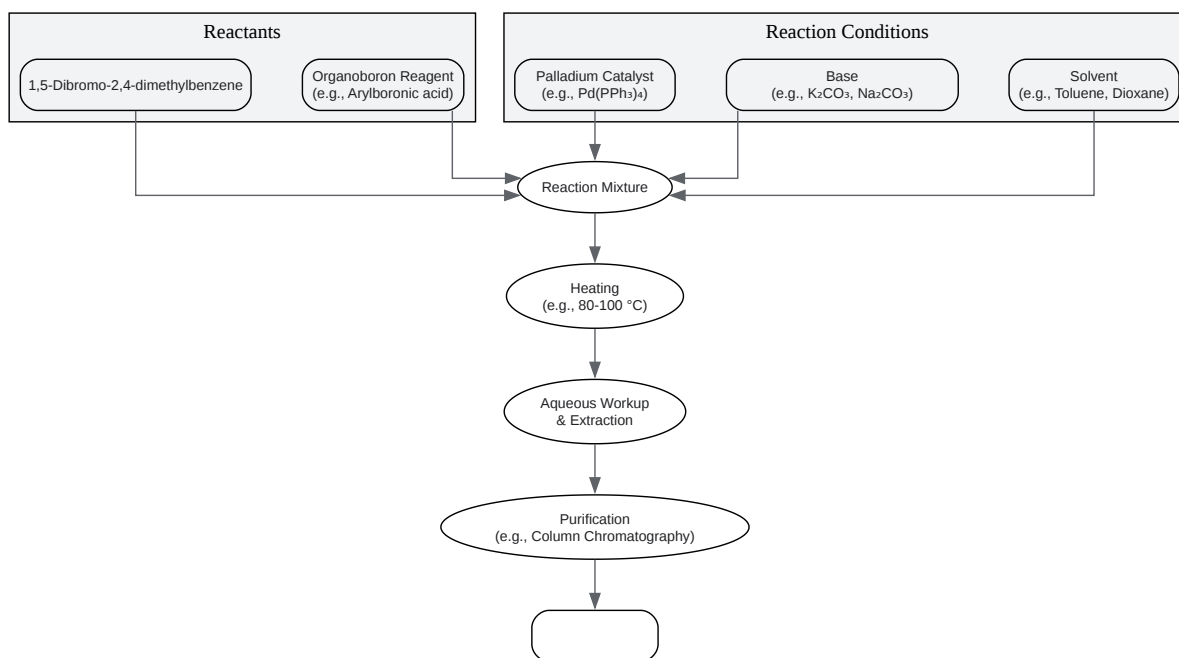 Reactants
Reaction Conditions
1,5-Dibromo-2,4-dimethylbenzene
Organoboron Reagent
(e.g., Arylboronic acid)
Palladium Catalyst
(e.g., Pd(PPh₃)₄)
Base
(e.g., K₂CO₃, Na₂CO₃)
Solvent
(e.g., Toluene, Dioxane)
Reaction Mixture
Heating
(e.g., 80-100 °C)
Aqueous Workup
& Extraction
Purification
(e.g., Column Chromatography)